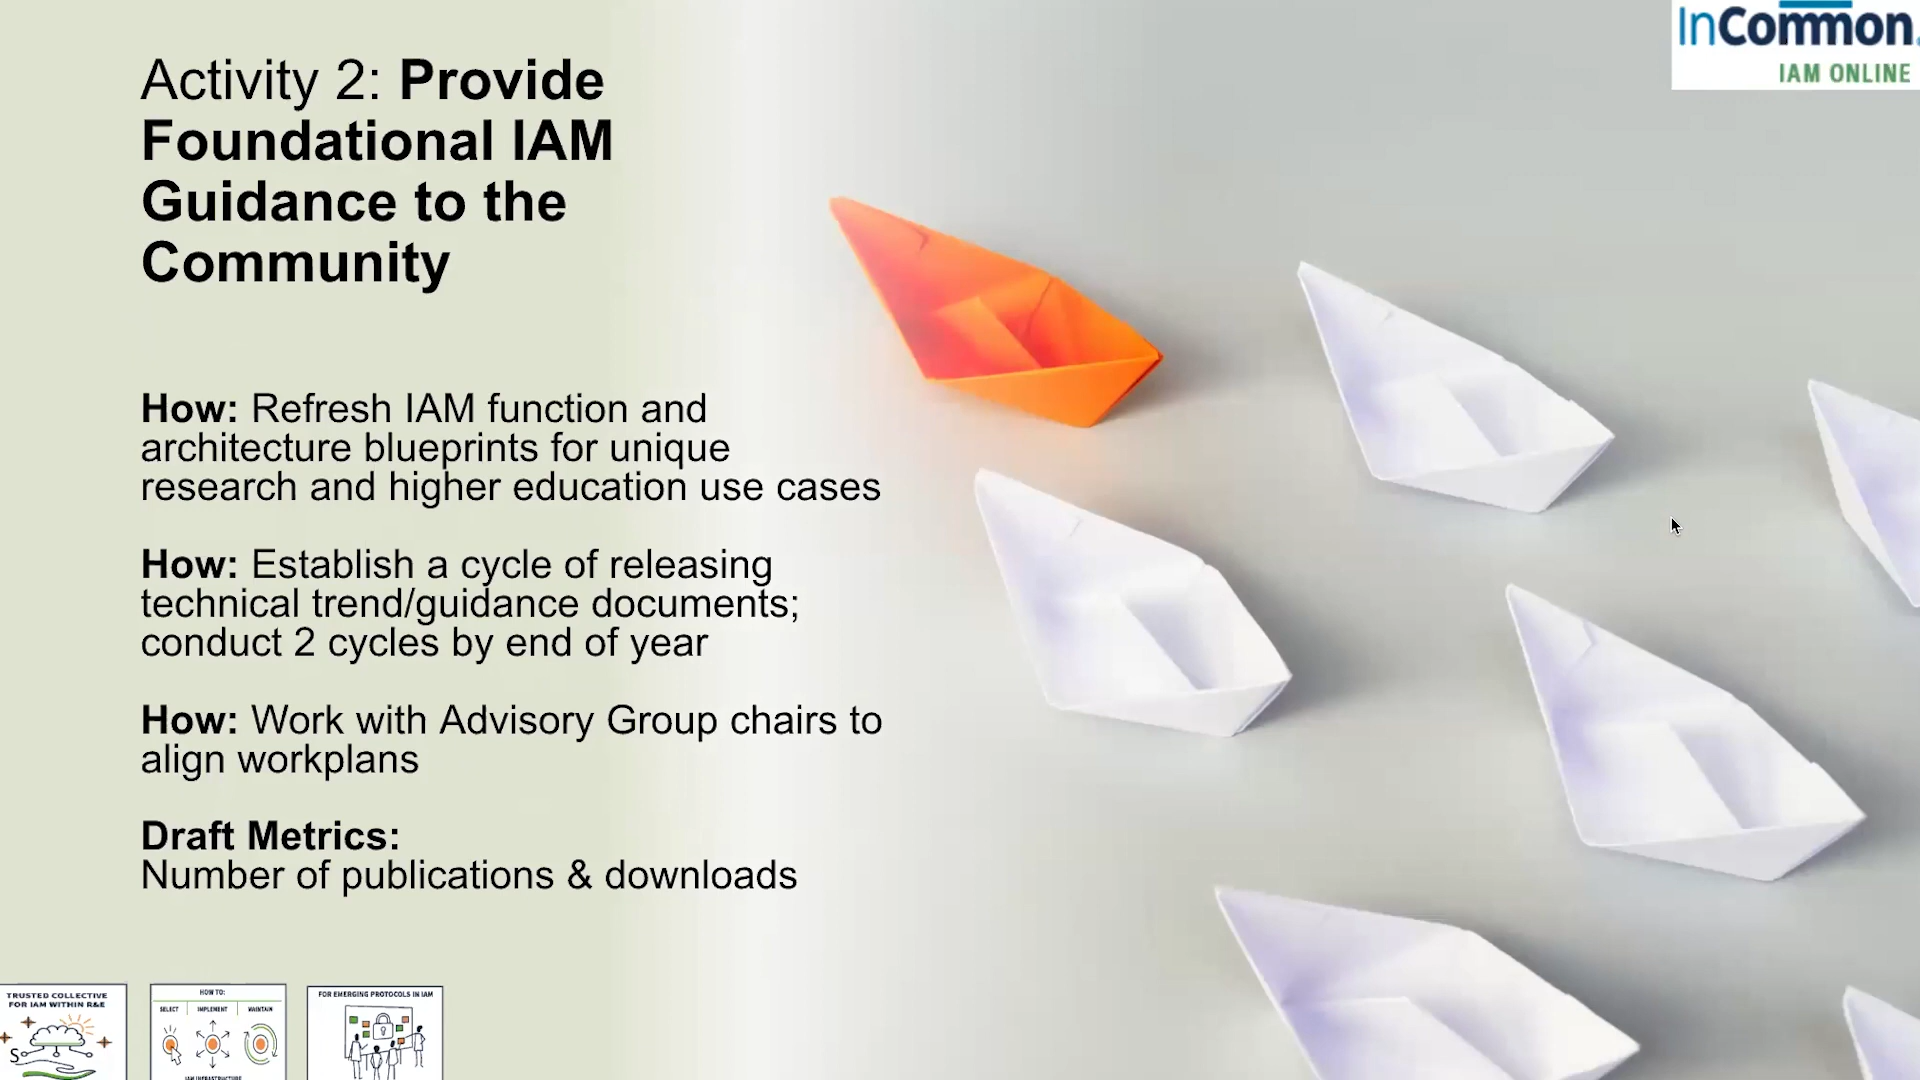 InCommon.
IAM ONLINE
Activity 2: Provide
Foundational IAM
Guidance to the
Community
How: Refresh IAM function and
architecture blueprints for unique
research and higher education use cases
How: Establish a cycle of releasing
technical trend/guidance documents;
conduct 2 cycles by end of year
How: Work with Advisory Group chairs to
align workplans
Draft Metrics:
Number of publications & downloads
TRUSTED COLLECTIVE
FOR IAM WITHIN R&E
S
HOW TO:
SELECT IMPLEMENT MAINTAIN
IAM INFRASTRUCTURE
FOR EMERGING PROTOCOLS IN IAM